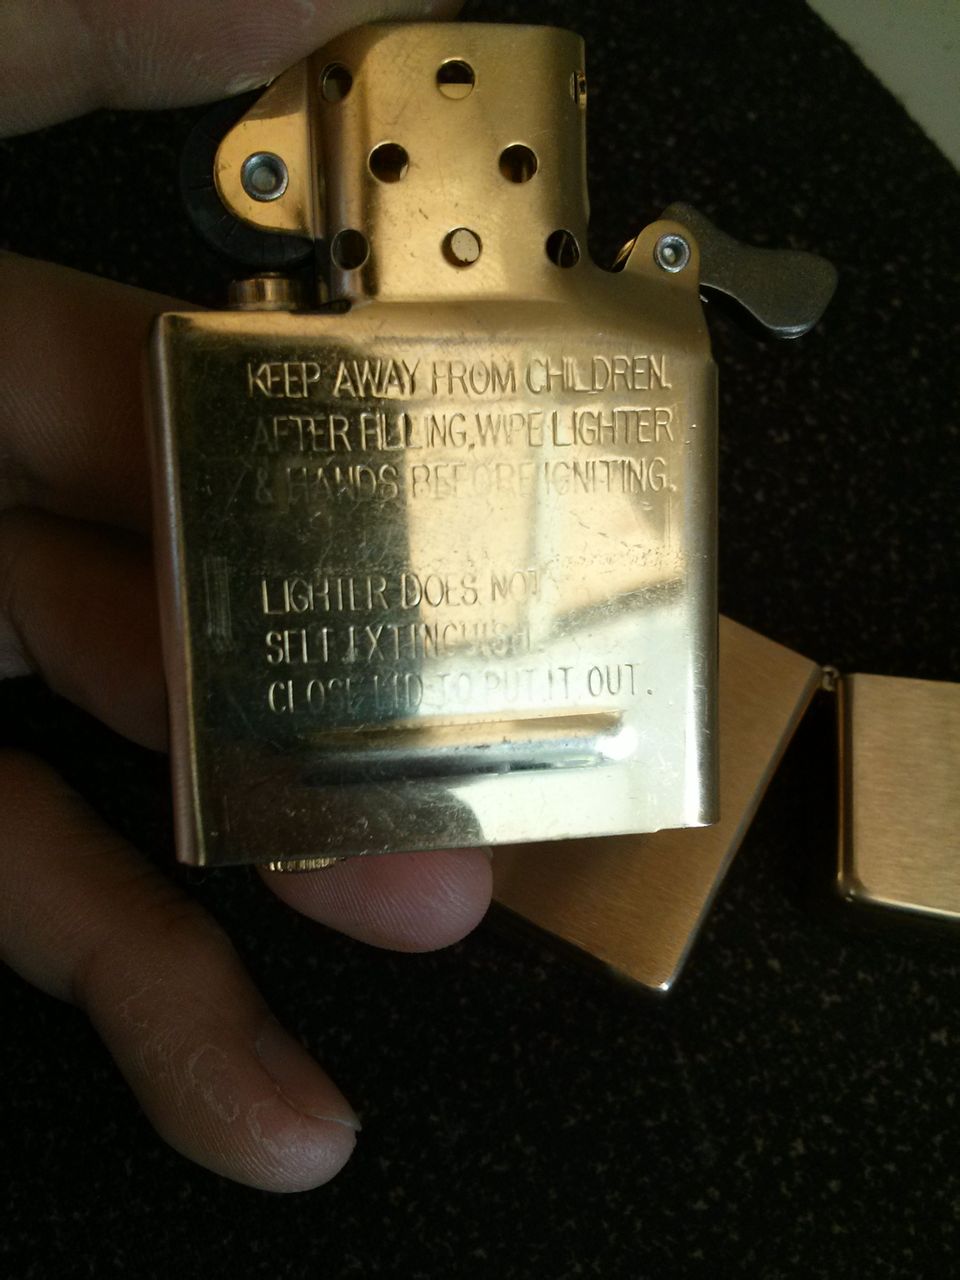 KEEP AWAY FROM CHILDREN.
AFTER FILLING, WIPE LIGHTER
& HANDS BEFORE IGNITING.
LIGHTER DOES NOT
SELF EXTINGUISH.
CLOSE LID TO PUT IT OUT.